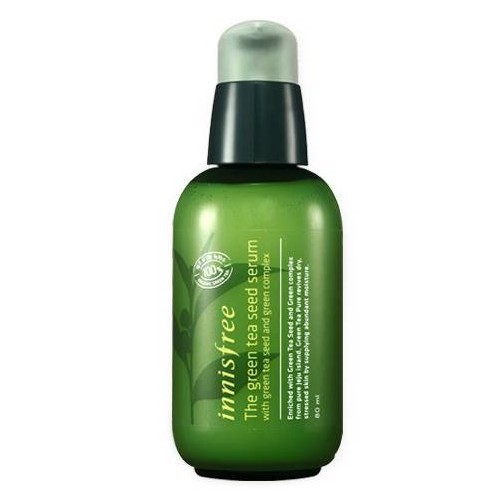 innisfree
The green tea seed serum
with green tea seed and green complex
Enriched with Green Tea Seed and Green complex
from pure Jeju Island, Green Tea Pure revives dry,
stressed skin by supplying abundant moisture.
80 ml
100%